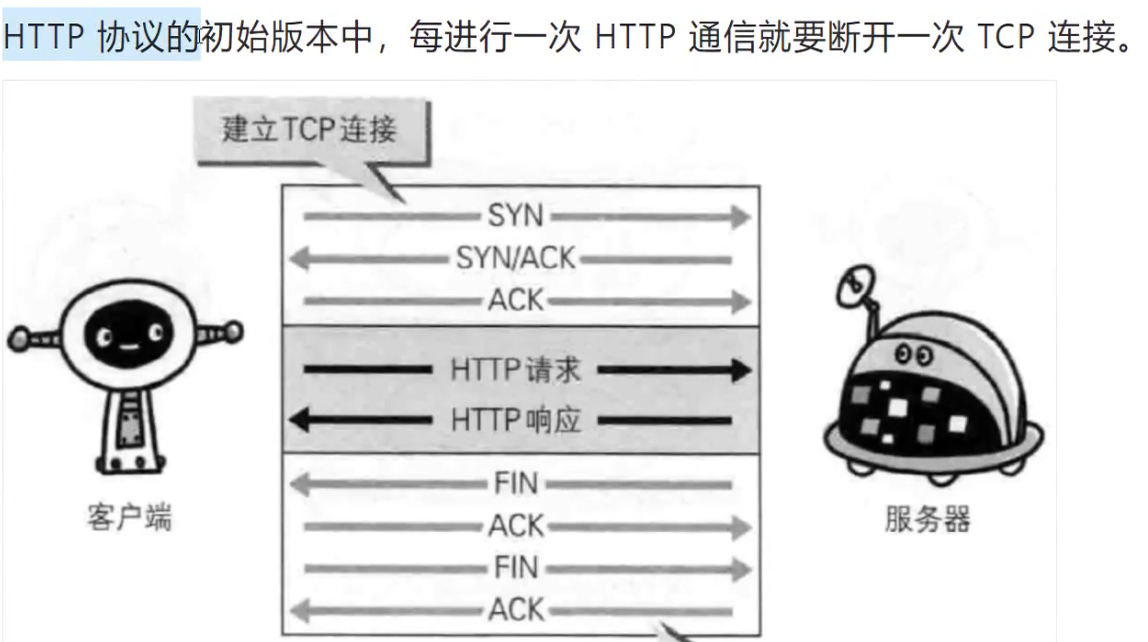 HTTP 协议的初始版本中，每进行一次 HTTP 通信就要断开一次 TCP 连接。
建立TCP连接
SYN
SYN/ACK
ACK
HTTP请求
HTTP响应
FIN
ACK
FIN
ACK
客户端
服务器